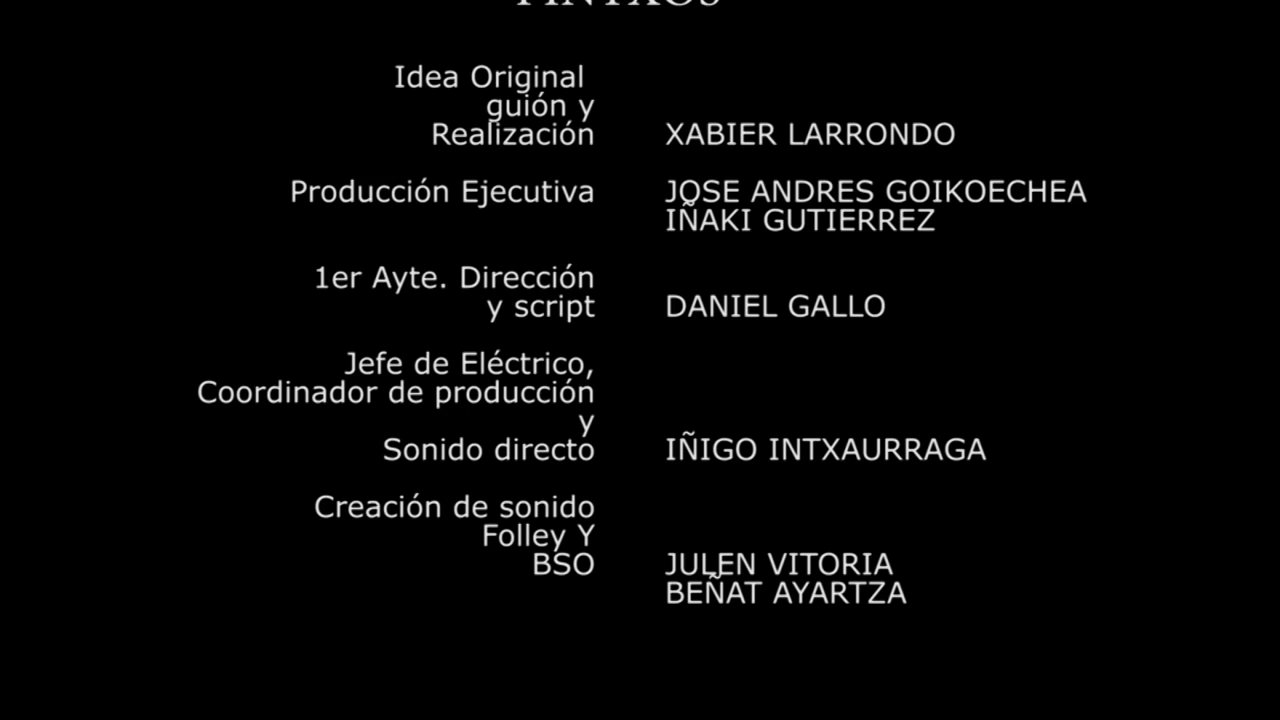 PINTXOS
Idea Original
guión y
Realización XABIER LARRONDO
Producción Ejecutiva JOSE ANDRES GOIKOECHEA
IÑAKI GUTIERREZ
1er Ayte. Dirección
y script DANIEL GALLO
Jefe de Eléctrico,
Coordinador de producción
y
Sonido directo IÑIGO INTXAURRAGA
Creación de sonido
Folley Y
BSO JULEN VITORIA
BEÑAT AYARTZA